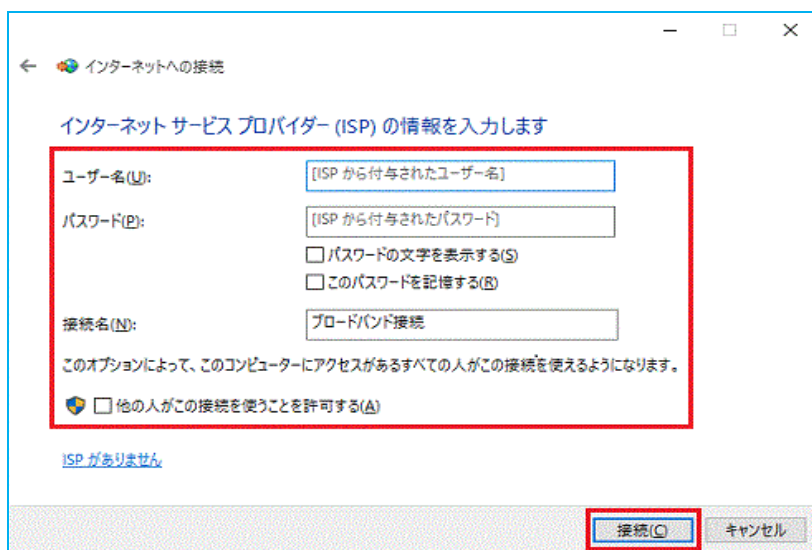 インターネットへの接続
インターネット サービス プロバイダー (ISP) の情報を入力します
ユーザー名(U):
[ISP から付与されたユーザー名]
パスワード(P):
[ISP から付与されたパスワード]
パスワードの文字を表示する(S)
このパスワードを記憶する(R)
接続名(N):
ブロードバンド接続
このオプションによって、このコンピューターにアクセスがあるすべての人がこの接続を使えるようになります。
他の人がこの接続を使うことを許可する(A)
ISP がありません
接続(C)
キャンセル